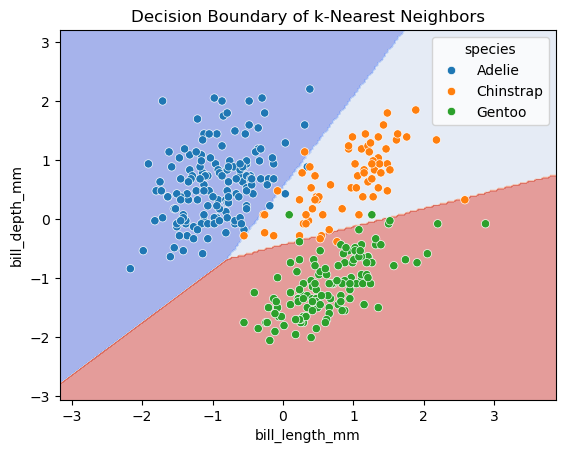 Decision Boundary of k-Nearest Neighbors
species
Adelie
Chinstrap
Gentoo
3
2
1
0
−1
−2
−3
bill_depth_mm
−3 −2 −1 0 1 2 3
bill_length_mm